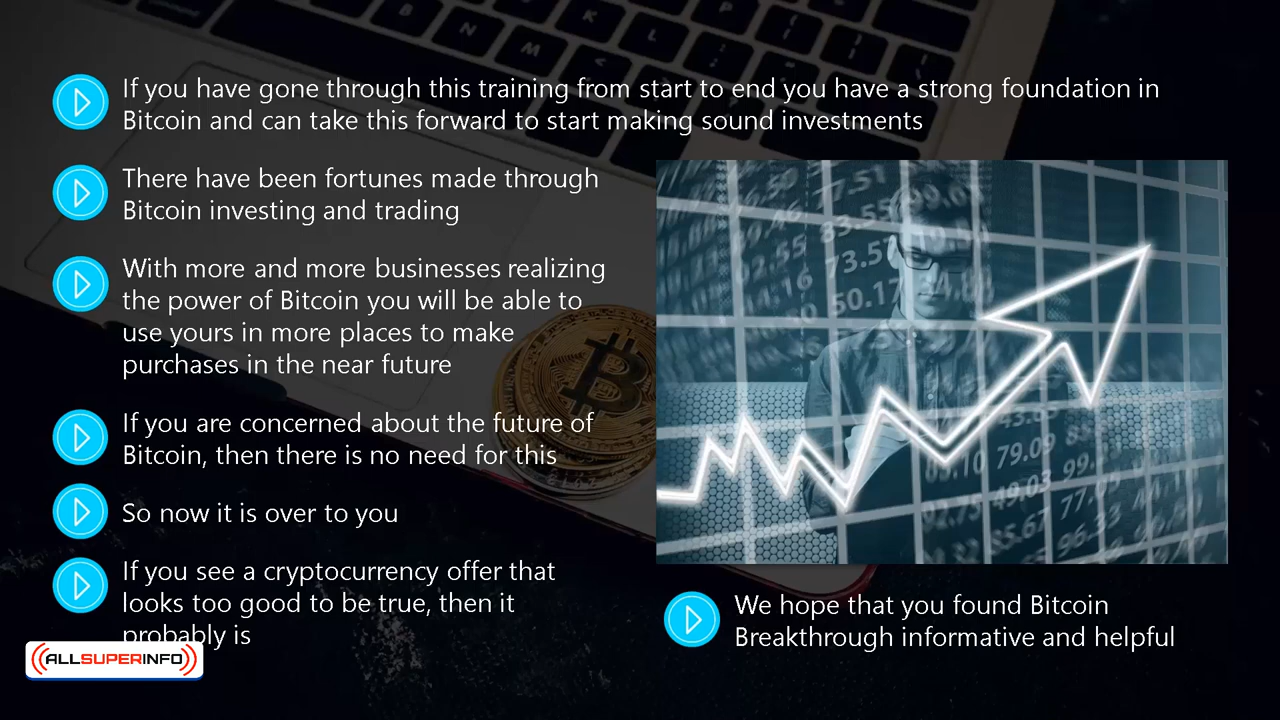 If you have gone through this training from start to end you have a strong foundation in
Bitcoin and can take this forward to start making sound investments
There have been fortunes made through
Bitcoin investing and trading
With more and more businesses realizing
the power of Bitcoin you will be able to
use yours in more places to make
purchases in the near future
If you are concerned about the future of
Bitcoin, then there is no need for this
So now it is over to you
If you see a cryptocurrency offer that
looks too good to be true, then it
probably is
We hope that you found Bitcoin
Breakthrough informative and helpful
ALLSUPERINFO